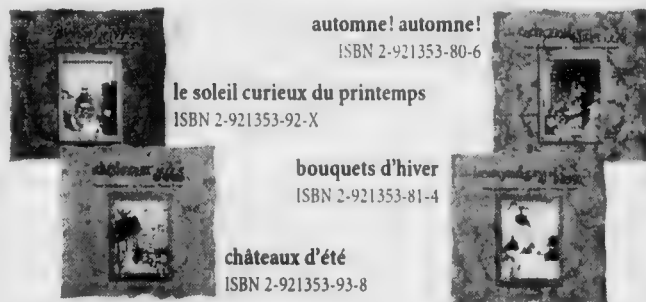 automne! automne!
ISBN 2-921353-80-6
le soleil curieux du printemps
ISBN 2-921353-92-X
bouquets d'hiver
ISBN 2-921353-81-4
châteaux d'été
ISBN 2-921353-93-8